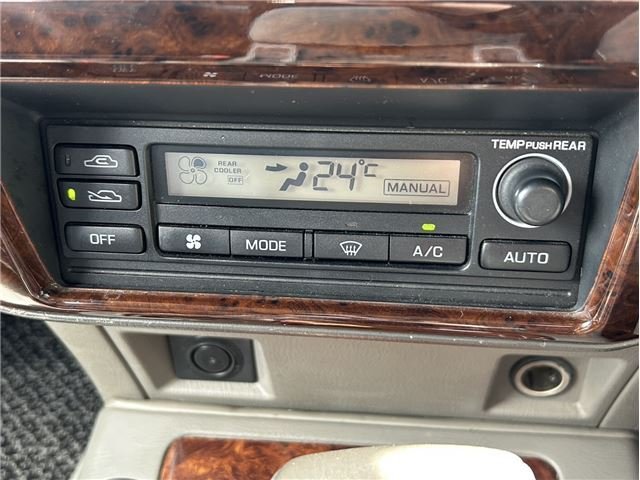 TEMP PUSH REAR
REAR
COOLER
OFF
24°C
MANUAL
OFF
MODE
A/C
AUTO